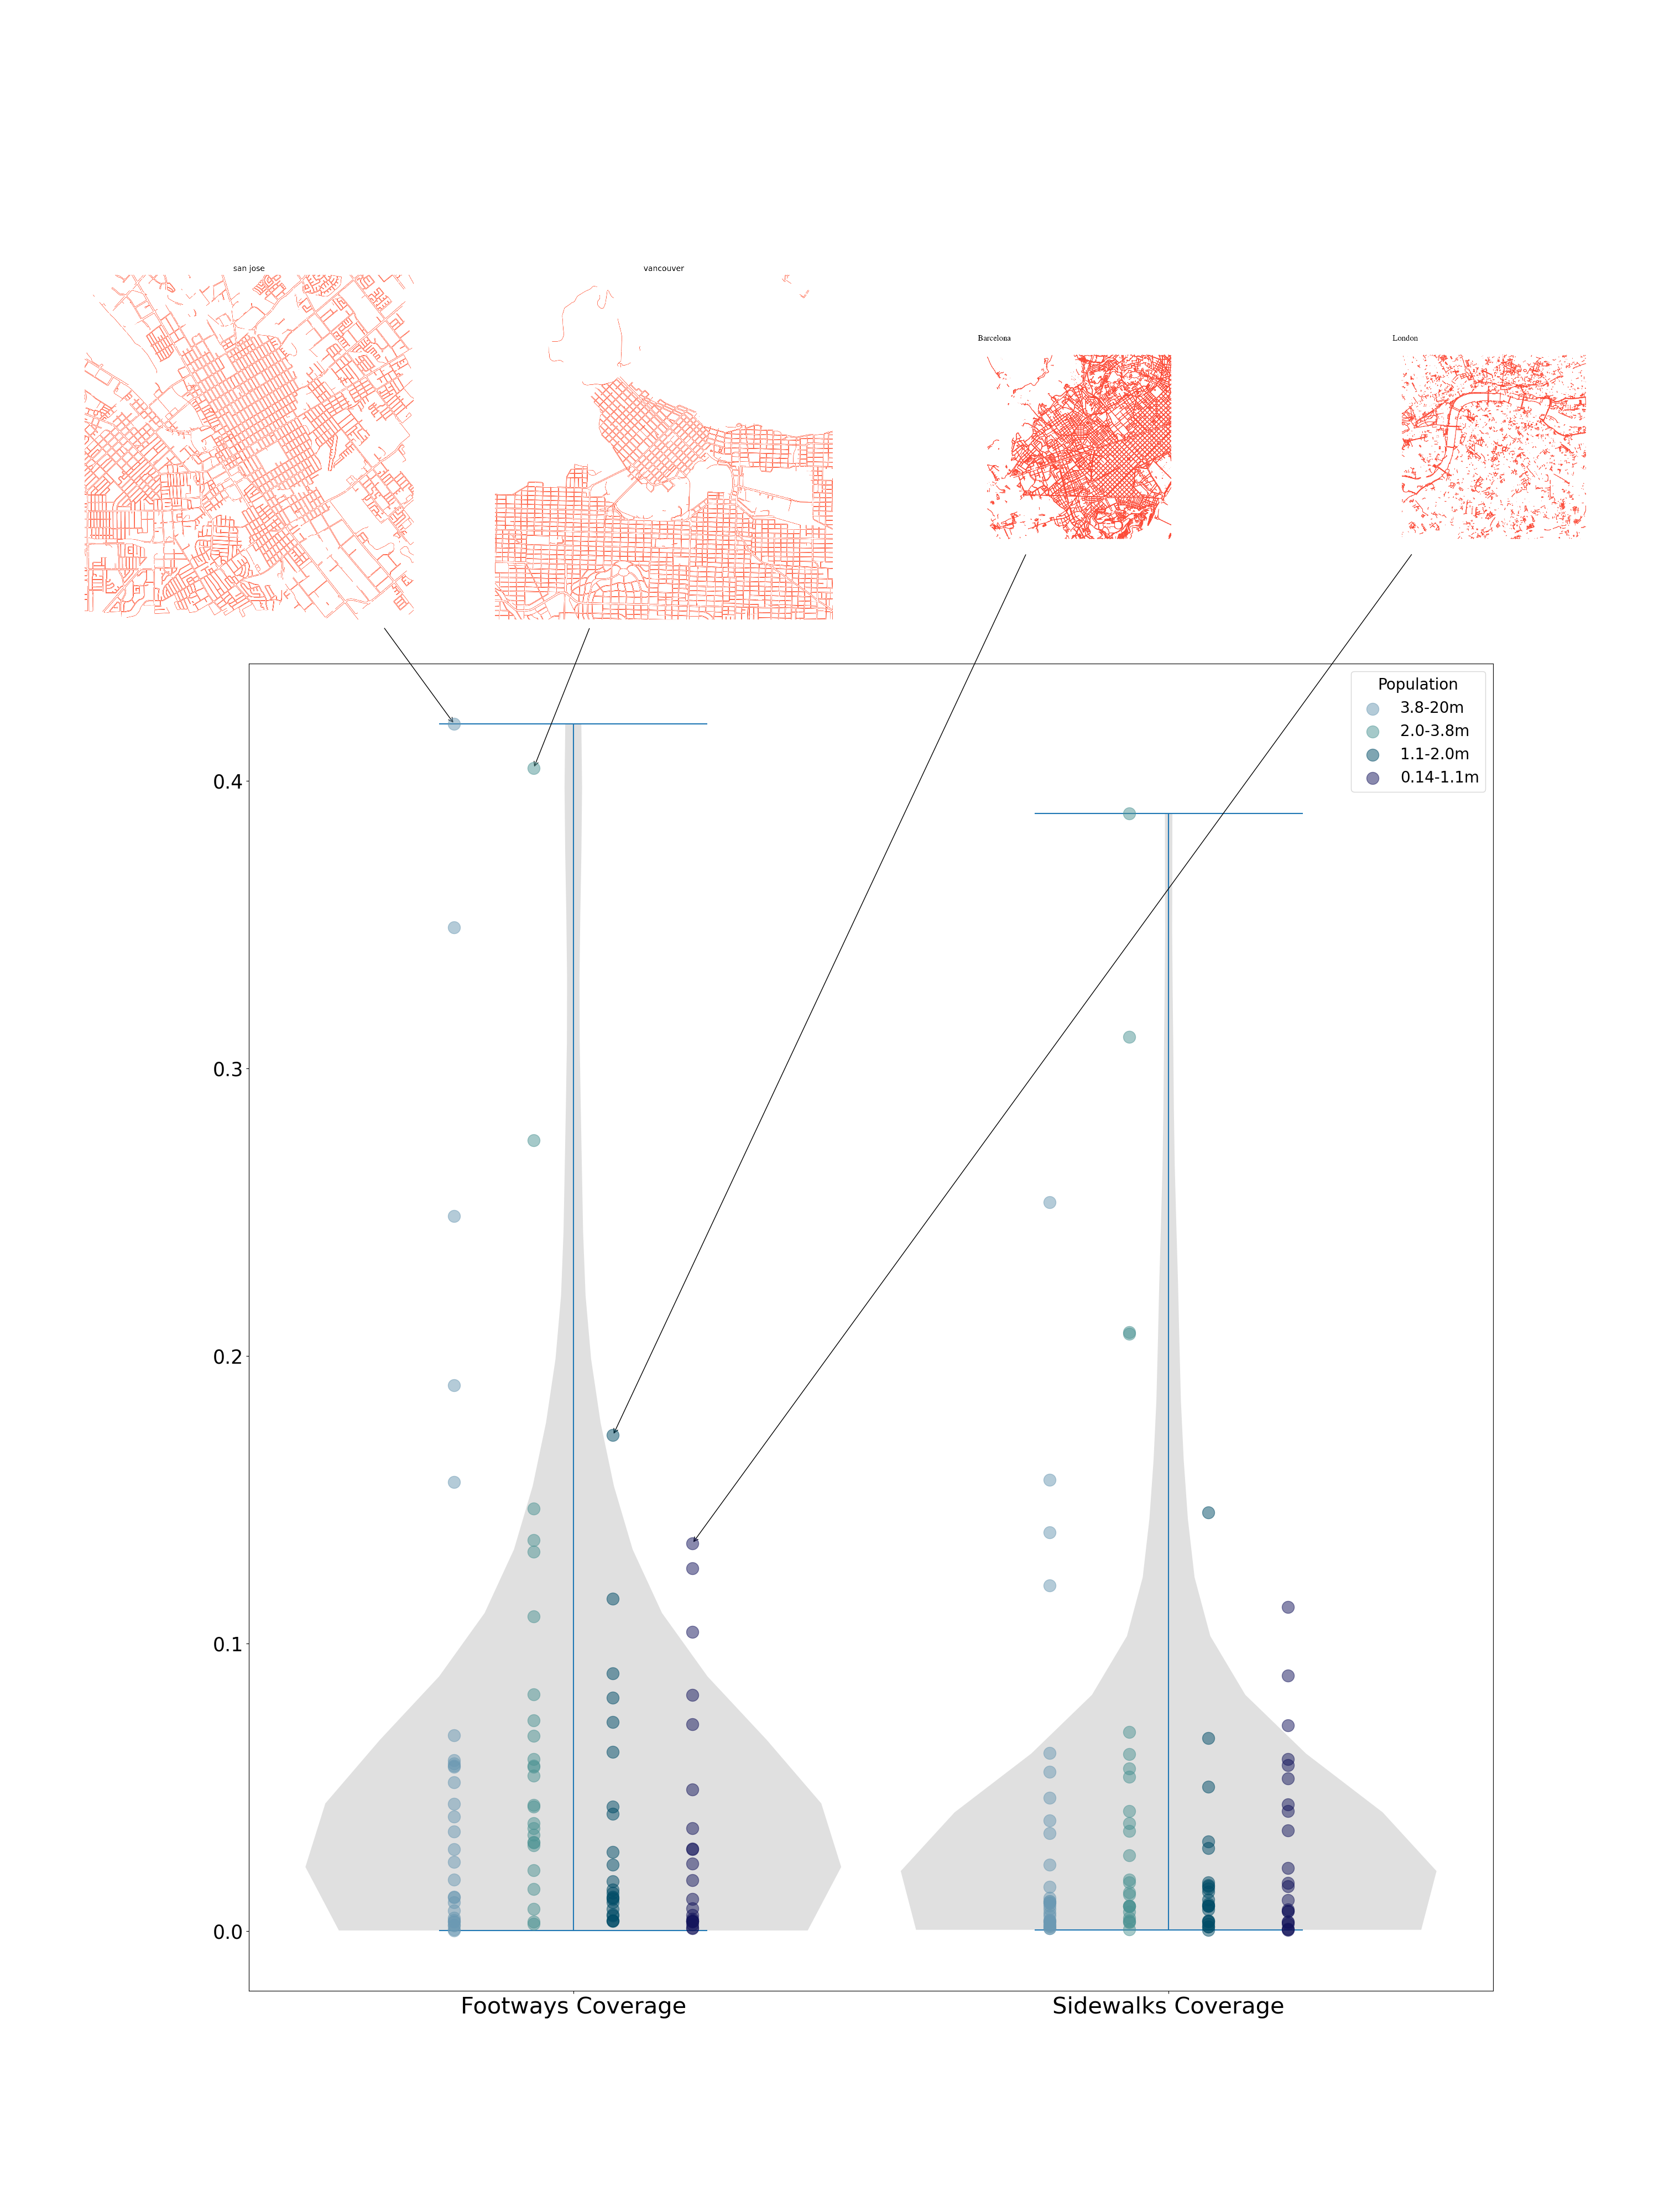 san jose
vancouver
Barcelona
London
Population
3.8-20m
2.0-3.8m
1.1-2.0m
0.14-1.1m
0.4
0.3
0.2
0.1
0.0
Footways Coverage
Sidewalks Coverage